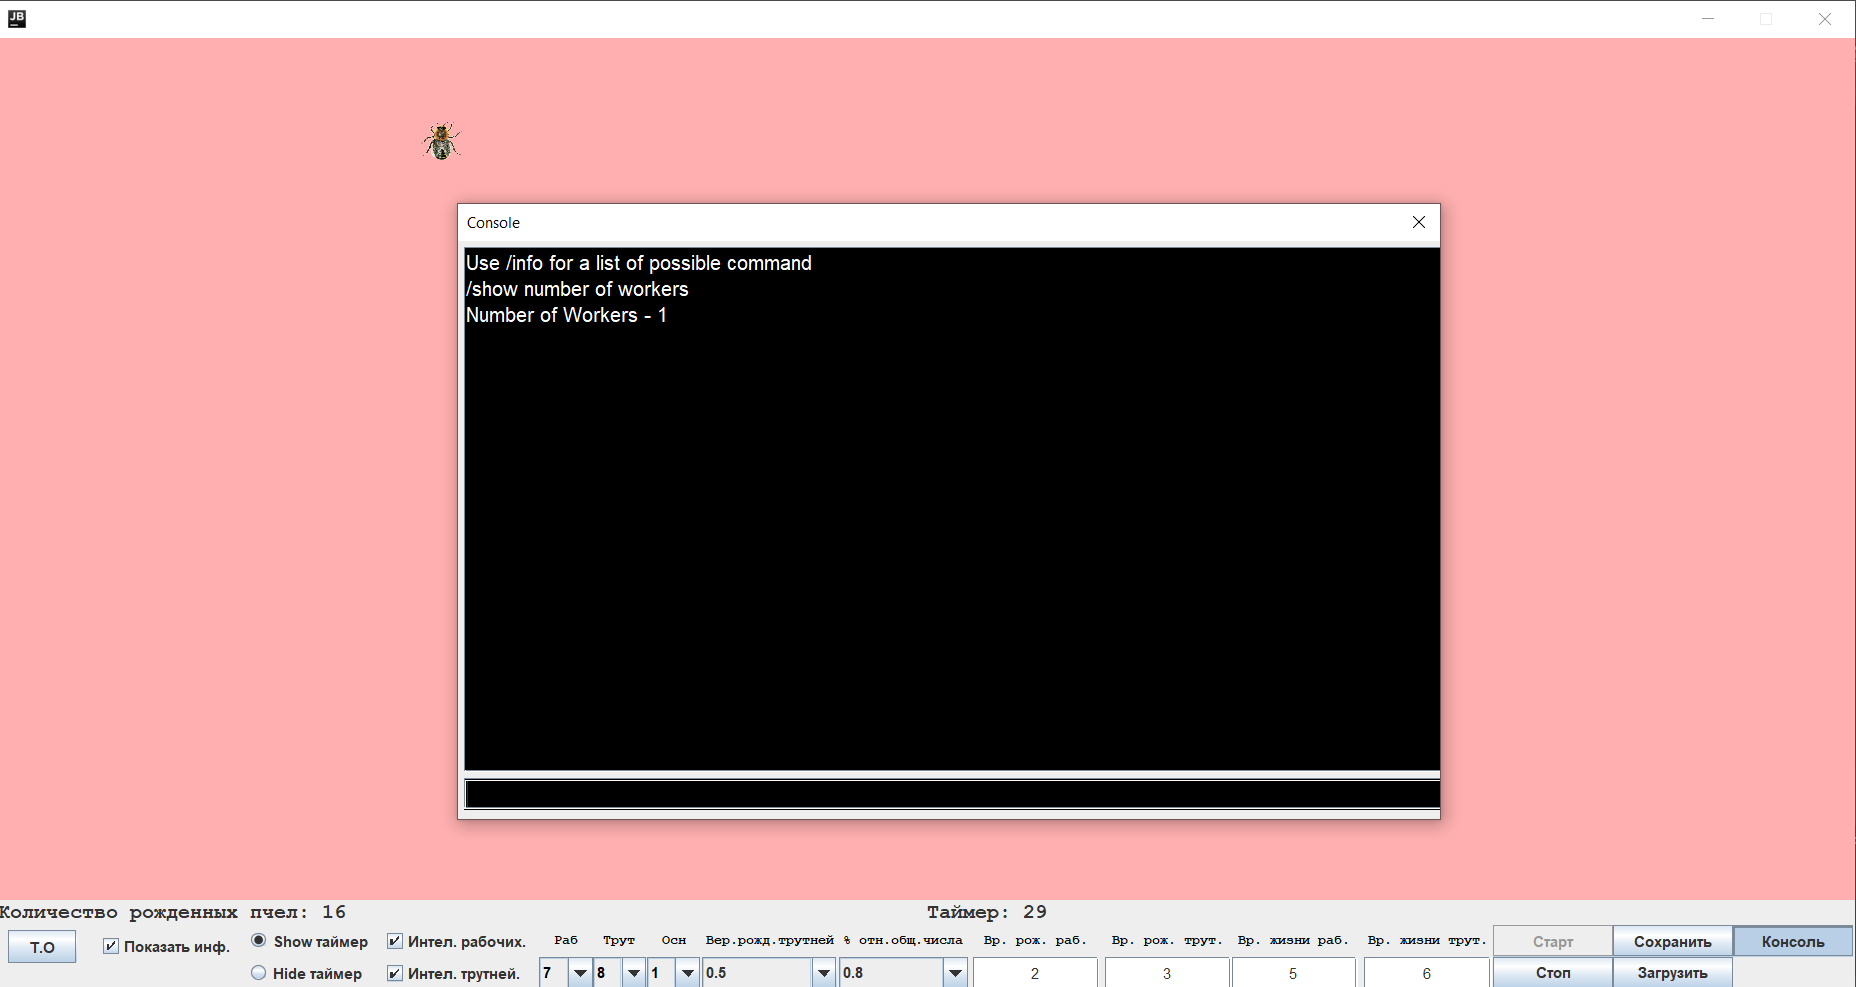 JB
Console
Use /info for a list of possible command
/show number of workers
Number of Workers - 1
Количество рожденных пчел: 16
Таймер: 29
Т.О
Показать инф.
Show таймер
Hide таймер
Интел. рабочих.
Интел. трутней.
Раб Трут Осн Вер.рожд.трутней % отн.общ.числа Вр. рож. раб. Вр. рож. трут. Вр. жизни раб. Вр. жизни трут.
7 8 1 0.5 0.8 2 3 5 6
Старт Сохранить Консоль
Стоп Загрузить